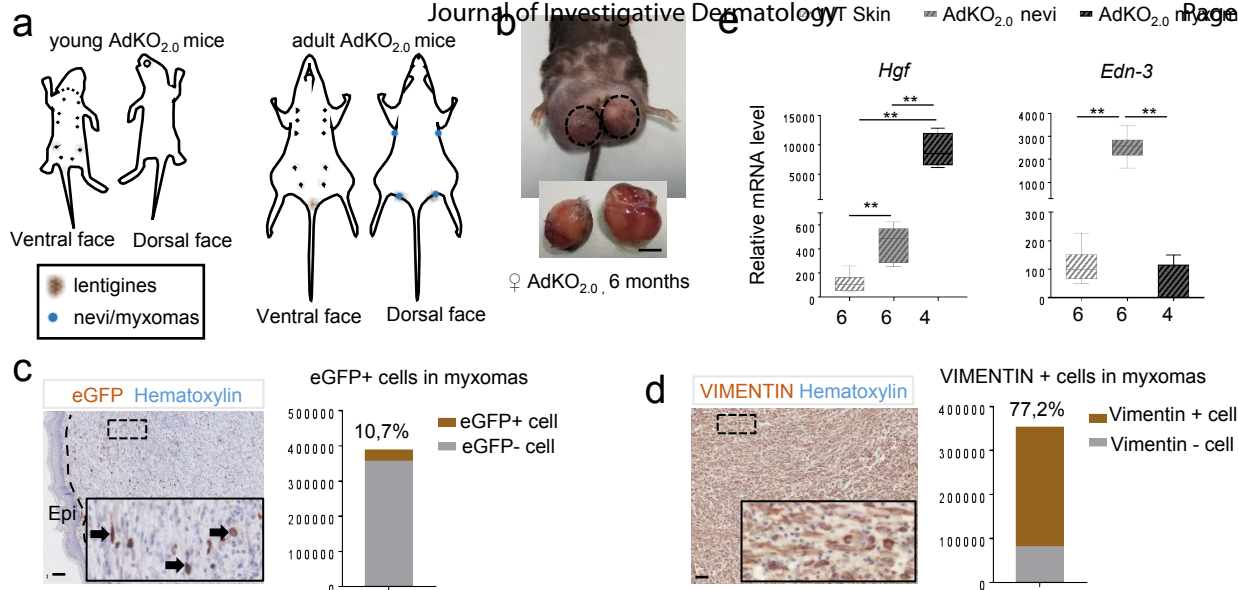 Journal of Investigative Dermatology
Page
a
young AdKO2.0 mice
adult AdKO2.0 mice
Ventral face
Dorsal face
lentigines
nevi/myxomas
Ventral face
Dorsal face
b
♀ AdKO2.0, 6 months
e
WT Skin
AdKO2.0 nevi
AdKO2.0
Relative mRNA level
Hgf
**
**
**
15000
10000
5000
600
400
200
0
6
6
4
Edn-3
**
**
4000
3000
2000
1000
300
200
100
0
6
6
4
c
eGFP Hematoxylin
Epi
eGFP+ cells in myxomas
500000
400000
300000
200000
100000
0
10,7%
eGFP+ cell
eGFP- cell
d
VIMENTIN Hematoxylin
VIMENTIN + cells in myxomas
400000
300000
200000
100000
0
77,2%
Vimentin + cell
Vimentin - cell